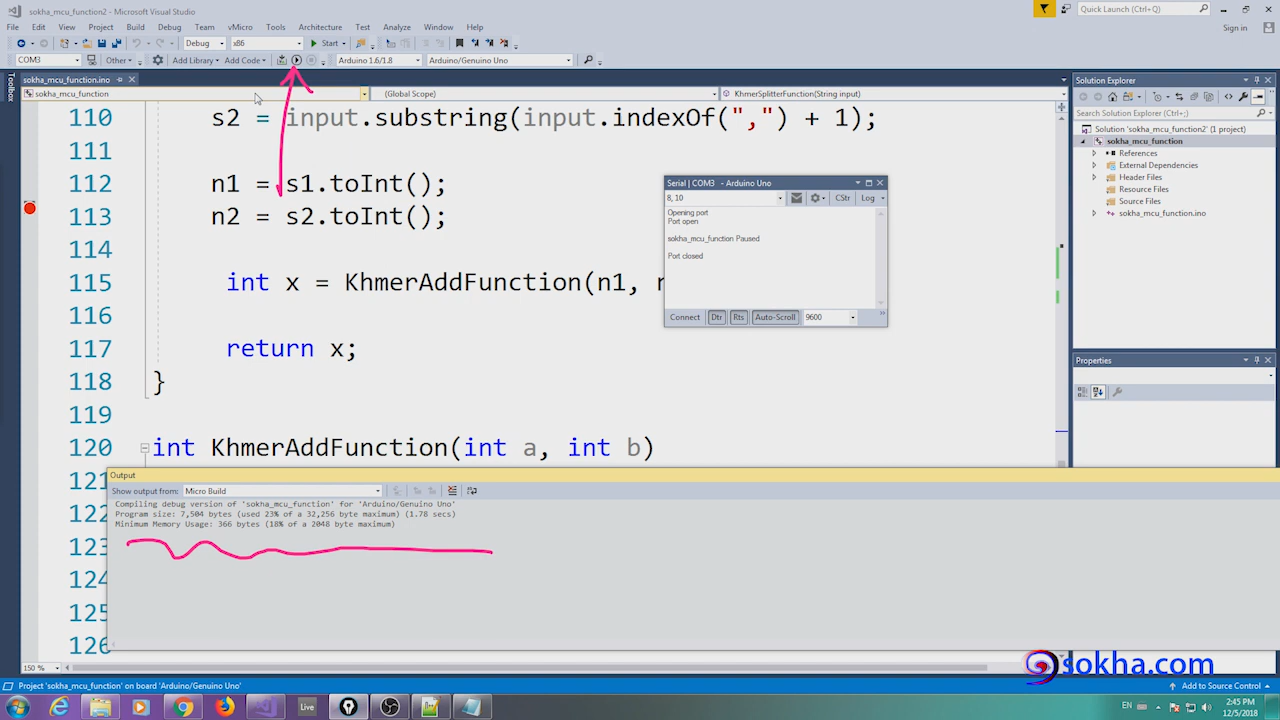 sokha_mcu_function2 - Microsoft Visual Studio
Quick Launch (Ctrl+Q)
File Edit View Project Build Debug Team vMicro Tools Architecture Test Analyze Window Help
Sign in
Debug x86 Start
COM3 Other Add Library Add Code Arduino 1.6/1.8 Arduino/Genuino Uno
Toolbox
sokha_mcu_function.ino
sokha_mcu_function (Global Scope) KhmerSplitterFunction(String input)
110 s2 = input.substring(input.indexOf(",") + 1);
111
112 n1 = s1.toInt();
113 n2 = s2.toInt();
114
115 int x = KhmerAddFunction(n1,
116
117 return x;
118 }
119
120 int KhmerAddFunction(int a, int b)
121
122
123
124
125
126
Serial | COM3 - Arduino Uno
8, 10
CStr Log
Opening port
Port open
sokha_mcu_function Paused
Port closed
Connect Dtr Rts Auto-Scroll 9600
Output
Show output from: Micro Build
Compiling debug version of 'sokha_mcu_function' for 'Arduino/Genuino Uno'
Program size: 7,504 bytes (used 23% of a 32,256 byte maximum) (1.78 secs)
Minimum Memory Usage: 366 bytes (18% of a 2048 byte maximum)
150 %
Solution Explorer
Search Solution Explorer (Ctrl+;)
Solution 'sokha_mcu_function2' (1 project)
sokha_mcu_function
References
External Dependencies
Header Files
Resource Files
Source Files
sokha_mcu_function.ino
Properties
sokha.com
Project 'sokha_mcu_function' on board 'Arduino/Genuino Uno'
Add to Source Control
Live
EN
2:45 PM
12/5/2018